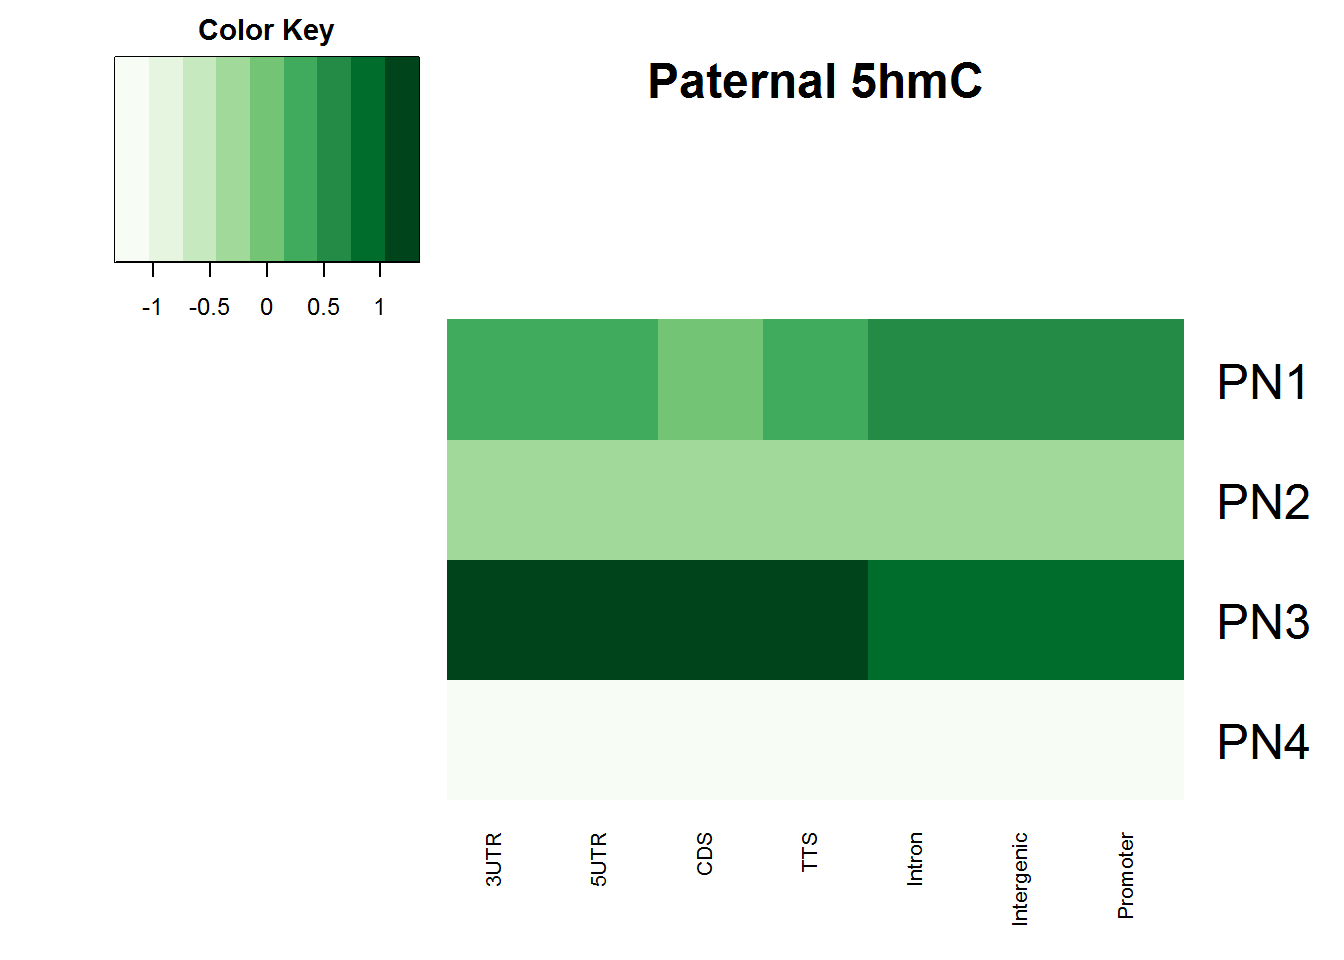 Color Key
Paternal 5hmC
-1 -0.5 0 0.5 1
PN1
PN2
PN3
PN4
3UTR
5UTR
CDS
TTS
Intron
Intergenic
Promoter